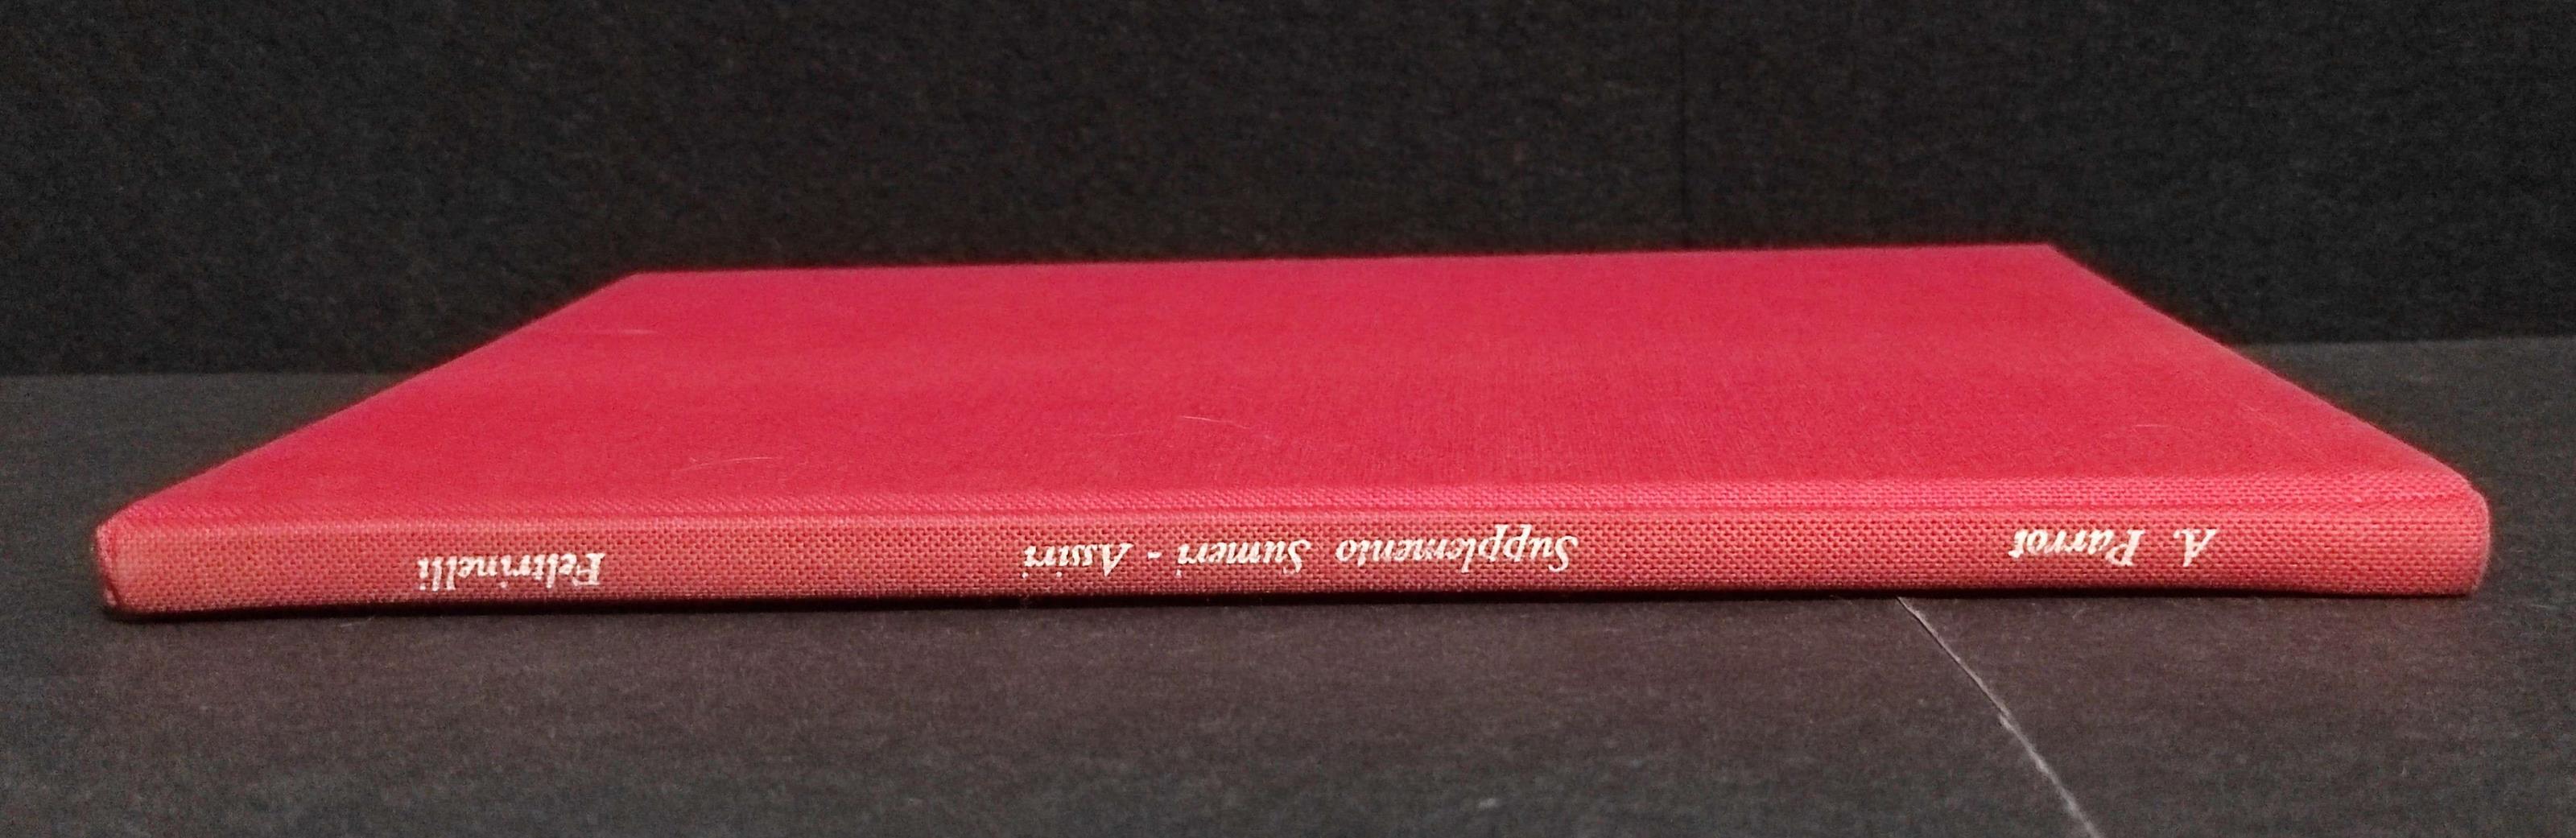 A. Parrot Supplemento Sumeri - Assiri Feltrinelli